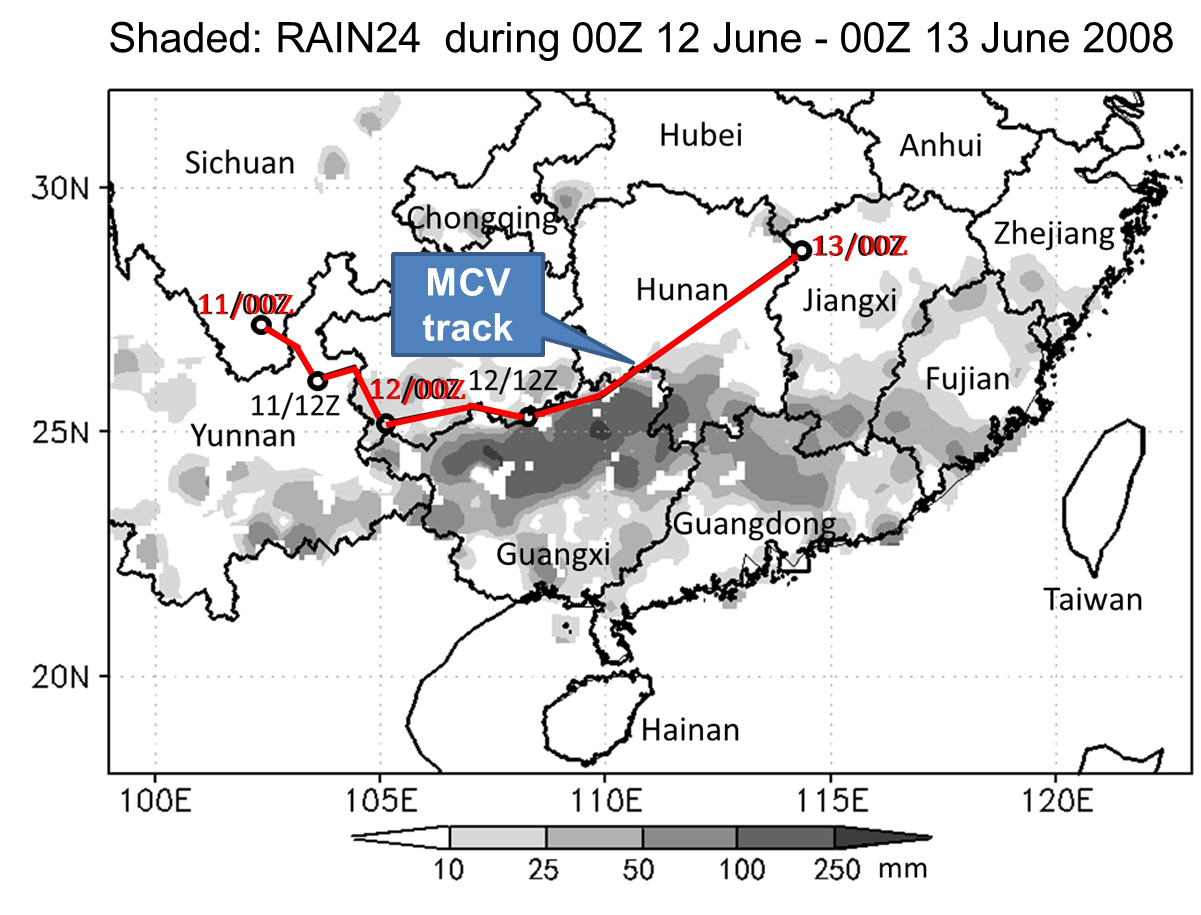 Shaded: RAIN24 during 00Z 12 June - 00Z 13 June 2008
Hubei
Anhui
Sichuan
30N
Chongqing
Zhejiang
13/00Z
MCV
track
Hunan
Jiangxi
11/00Z
12/00Z
12/12Z
Fujian
11/12Z
Yunnan
25N
Guangdong
Guangxi
Taiwan
20N
Hainan
100E 105E 110E 115E 120E
10 25 50 100 250 mm